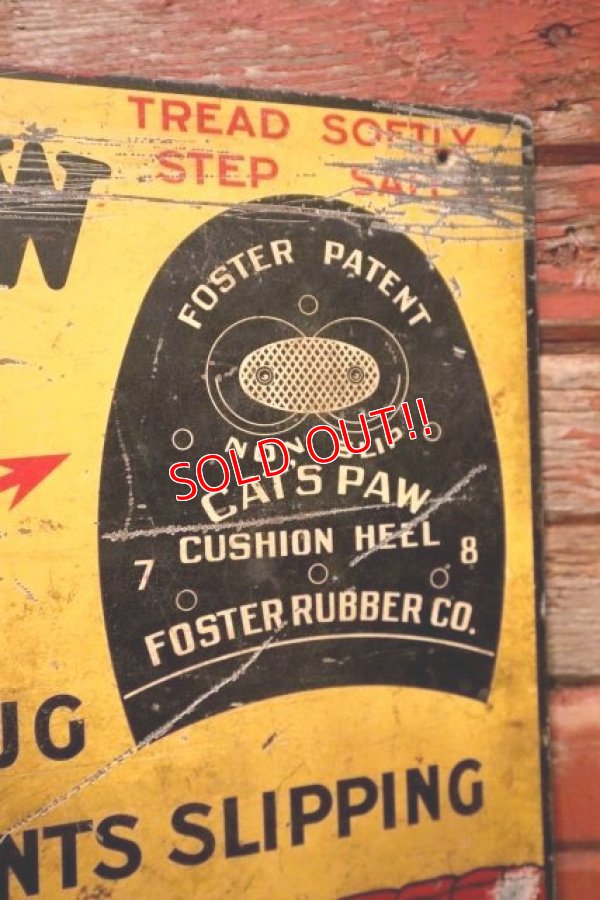 TREAD SOFTLY
STEP
W
FOSTER PATENT
NON-SLIP
SOLD OUT!!
CAT'S PAW
CUSHION HEEL
7 8
FOSTER RUBBER CO.
UG
NTS SLIPPING